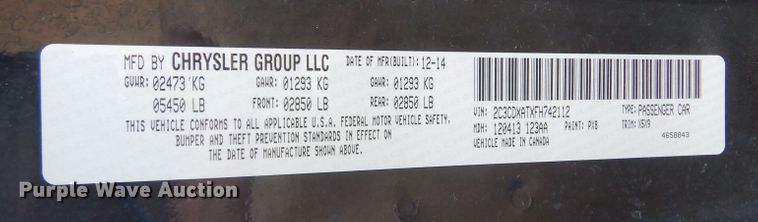 MFD BY CHRYSLER GROUP LLC DATE OF MFR(BUILT): 12-14
GVWR: 02473 KG GAWR: 01293 KG GAWR: 01293 KG
05450 LB FRONT: 02850 LB REAR: 02850 LB
THIS VEHICLE CONFORMS TO ALL APPLICABLE U.S.A. FEDERAL MOTOR VEHICLE SAFETY,
BUMPER AND THEFT PREVENTION STANDARDS IN EFFECT ON
THE DATE OF MANUFACTURE SHOWN ABOVE.
VIN: 2C3CDXATXFH742112 TYPE: PASSENGER CAR
MDH: 120413 123AA PAINT: PX8 TRIM: X5X9
VEHICLE MADE IN CANADA 4658843
Purple Wave Auction